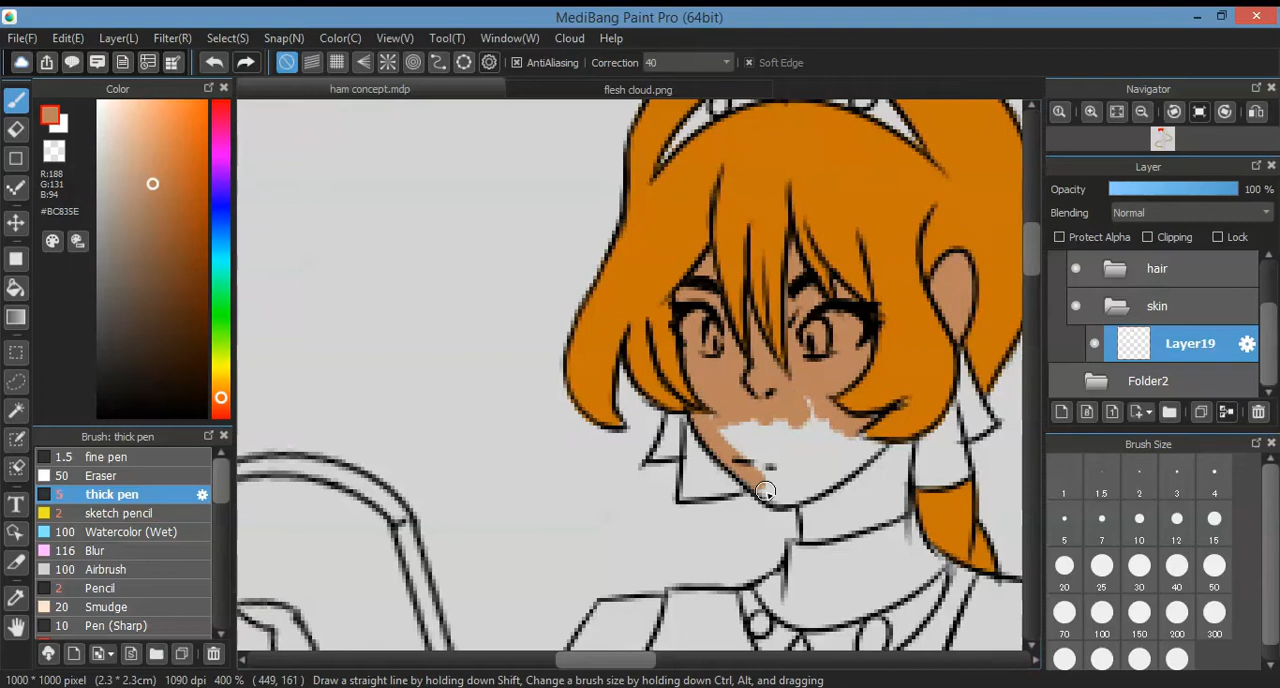 MediBang Paint Pro (64bit)
File(F) Edit(E) Layer(L) Filter(R) Select(S) Snap(N) Color(C) View(V) Tool(T) Window(W) Cloud Help
AntiAliasing Correction 40 Soft Edge
Color
R:188
G:131
B:94
#BC835E
Brush: thick pen
1.5 fine pen
50 Eraser
5 thick pen
2 sketch pencil
100 Watercolor (Wet)
116 Blur
100 Airbrush
2 Pencil
20 Smudge
10 Pen (Sharp)
ham concept.mdp flesh cloud.png
Navigator
Layer
Opacity 100 %
Blending Normal
Protect Alpha Clipping Lock
hair
skin
Layer19
Folder2
Brush Size
1 1.5 2 3 4
5 7 10 12 15
20 25 30 40 50
70 100 150 200 300
1000 * 1000 pixel (2.3 * 2.3cm) 1090 dpi 400 % ( 449, 161 ) Draw a straight line by holding down Shift, Change a brush size by holding down Ctrl, Alt, and dragging